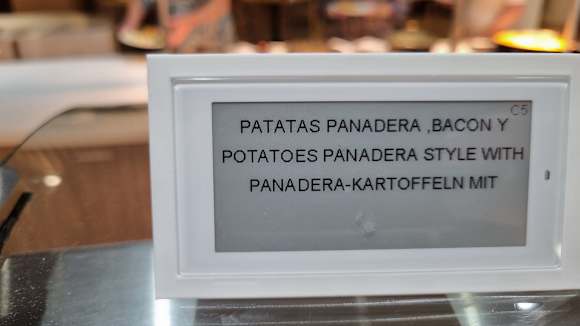 C5
PATATAS PANADERA ,BACON Y
POTATOES PANADERA STYLE WITH
PANADERA-KARTOFFELN MIT